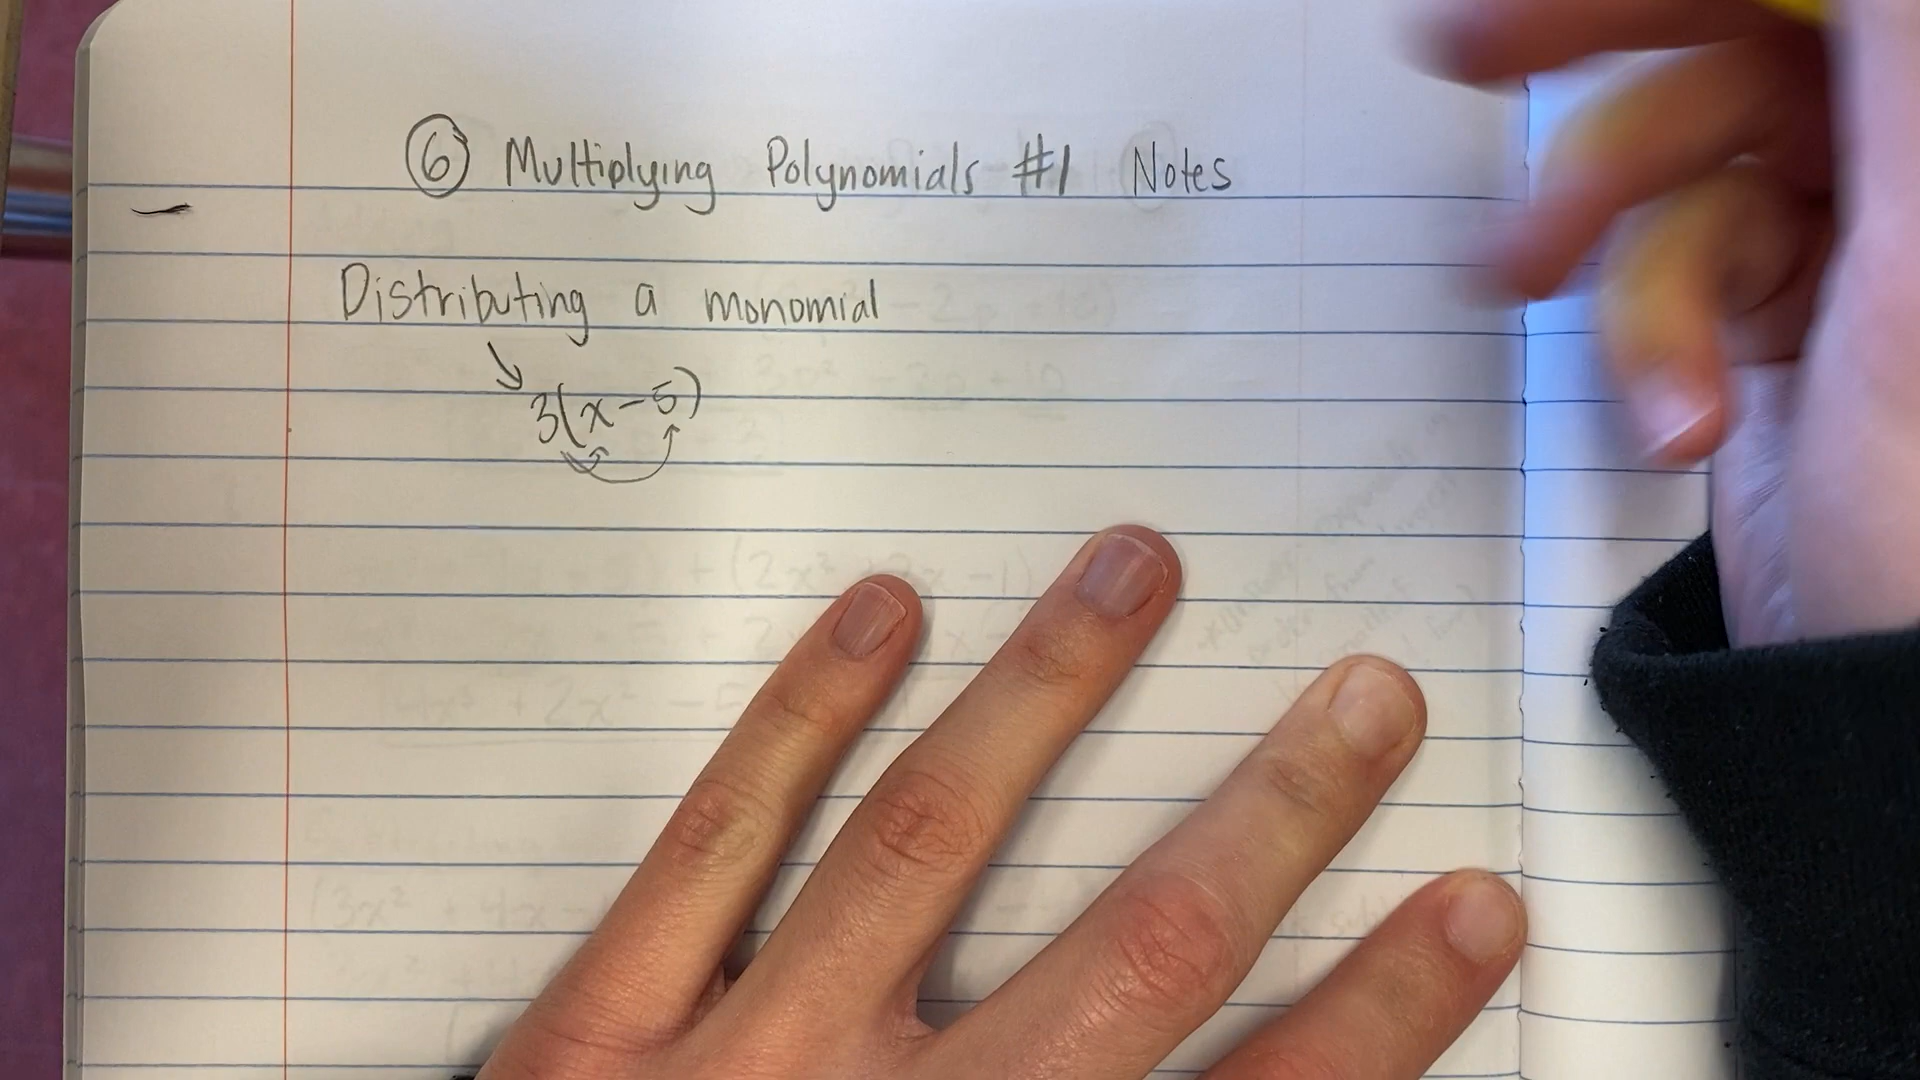 ⑥ Multiplying Polynomials #1 Notes
Distributing a monomial
3(x-5)